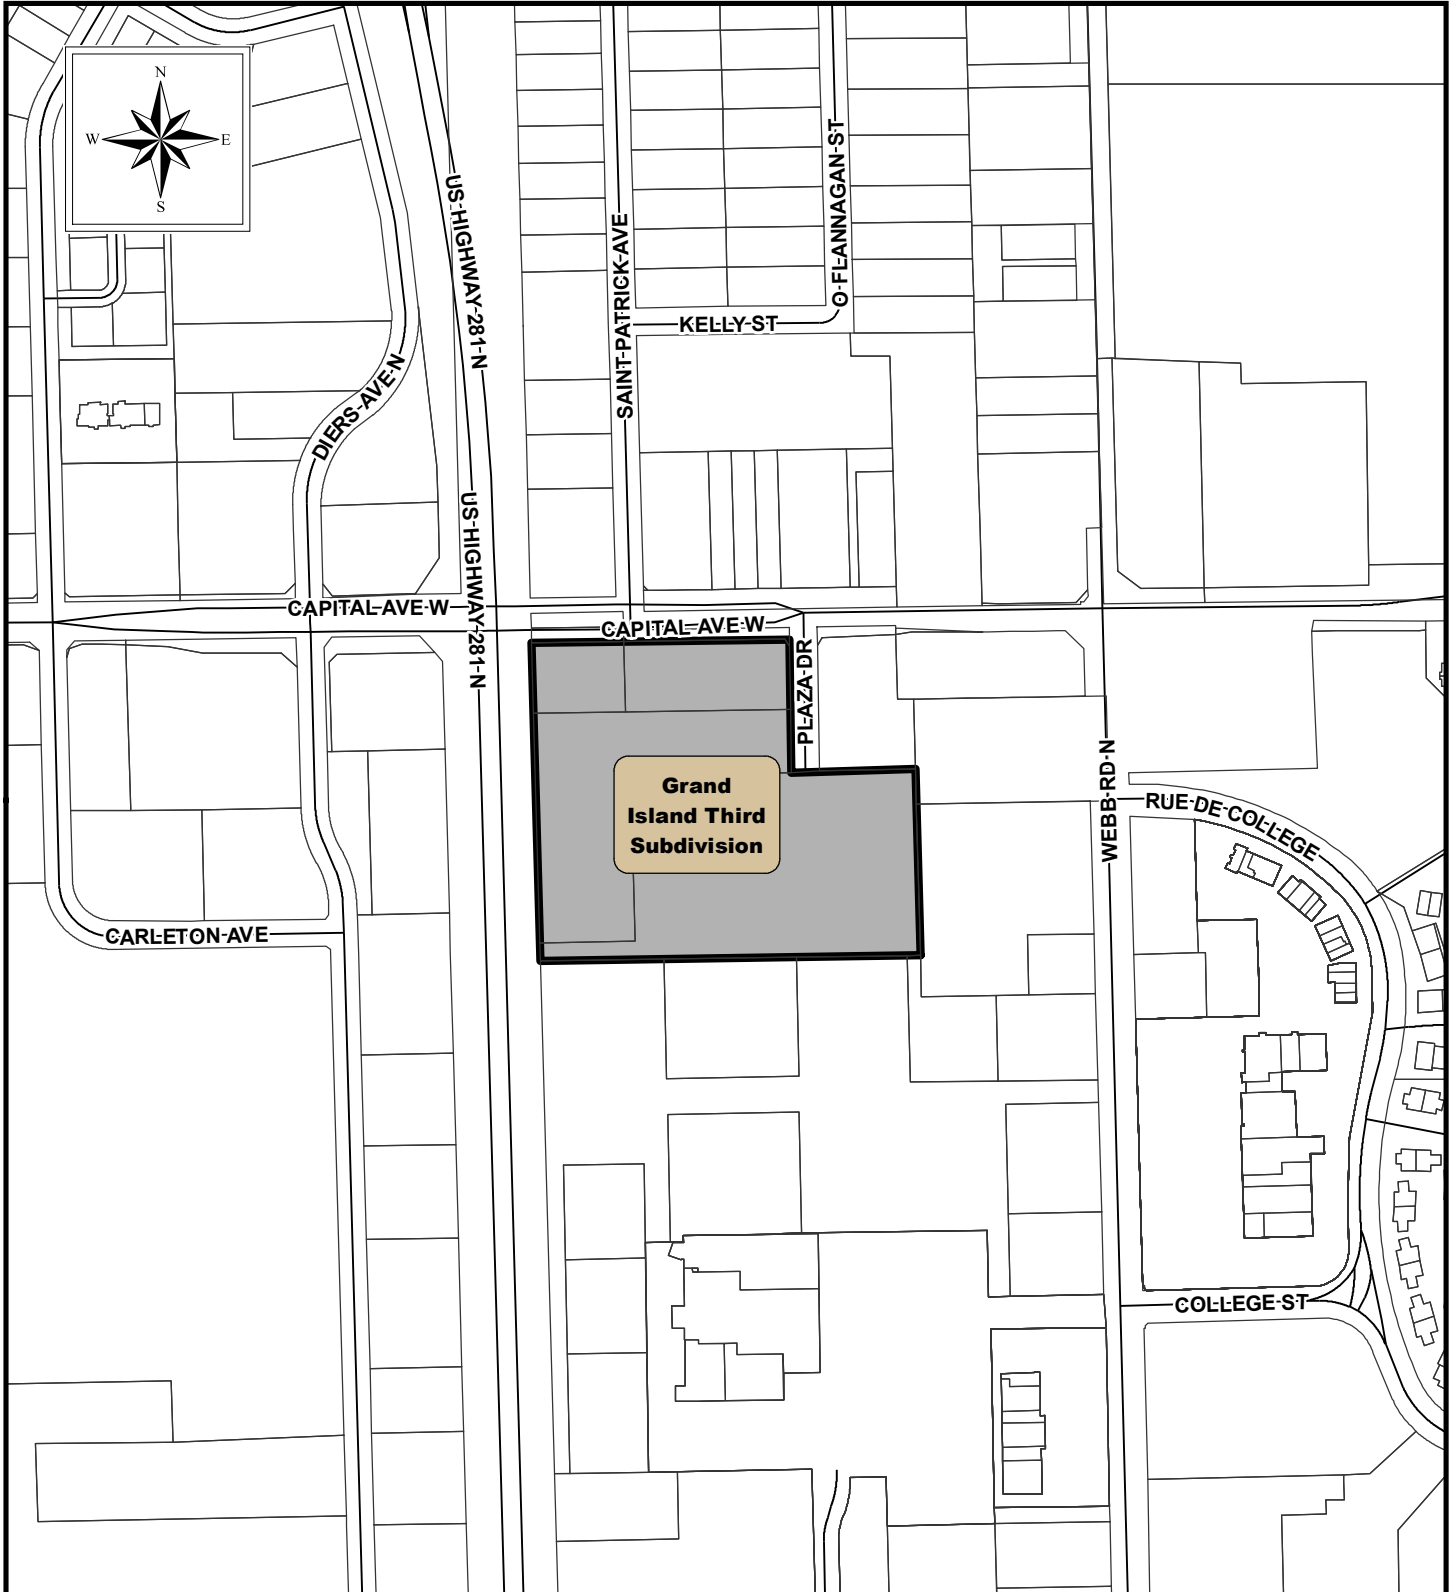 N
W
E
S
O FLANNAGAN ST
US HIGHWAY 281 N
SAINT PATRICK AVE
KELLY ST
DIERS AVE N
US HIGHWAY 281 N
CAPITAL AVE W
CAPITAL AVE W
PLAZA DR
Grand
Island Third
Subdivision
WEBB RD N
RUE DE COLLEGE
CARLETON AVE
COLLEGE ST